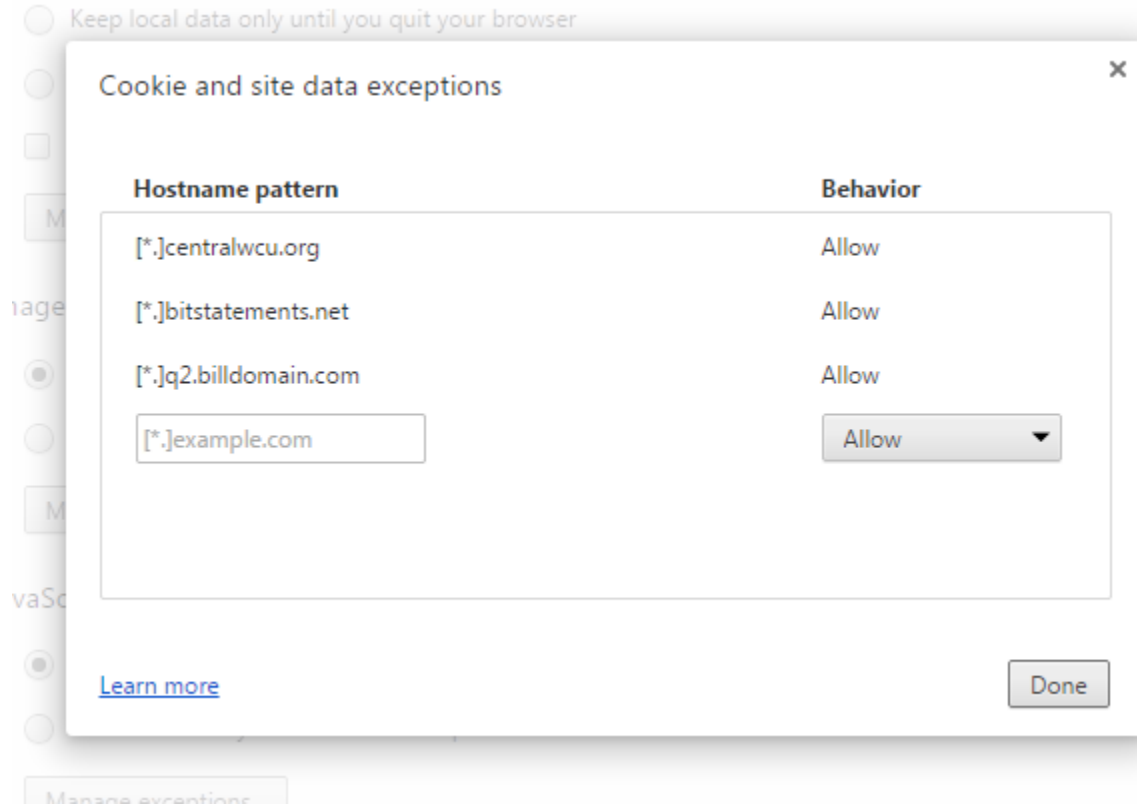 Keep local data only until you quit your browser
Cookie and site data exceptions
×
Hostname pattern Behavior
[*.]centralwcu.org Allow
[*.]bitstatements.net Allow
[*.]q2.billdomain.com Allow
[*.]example.com Allow
Learn more Done
Manage exceptions...